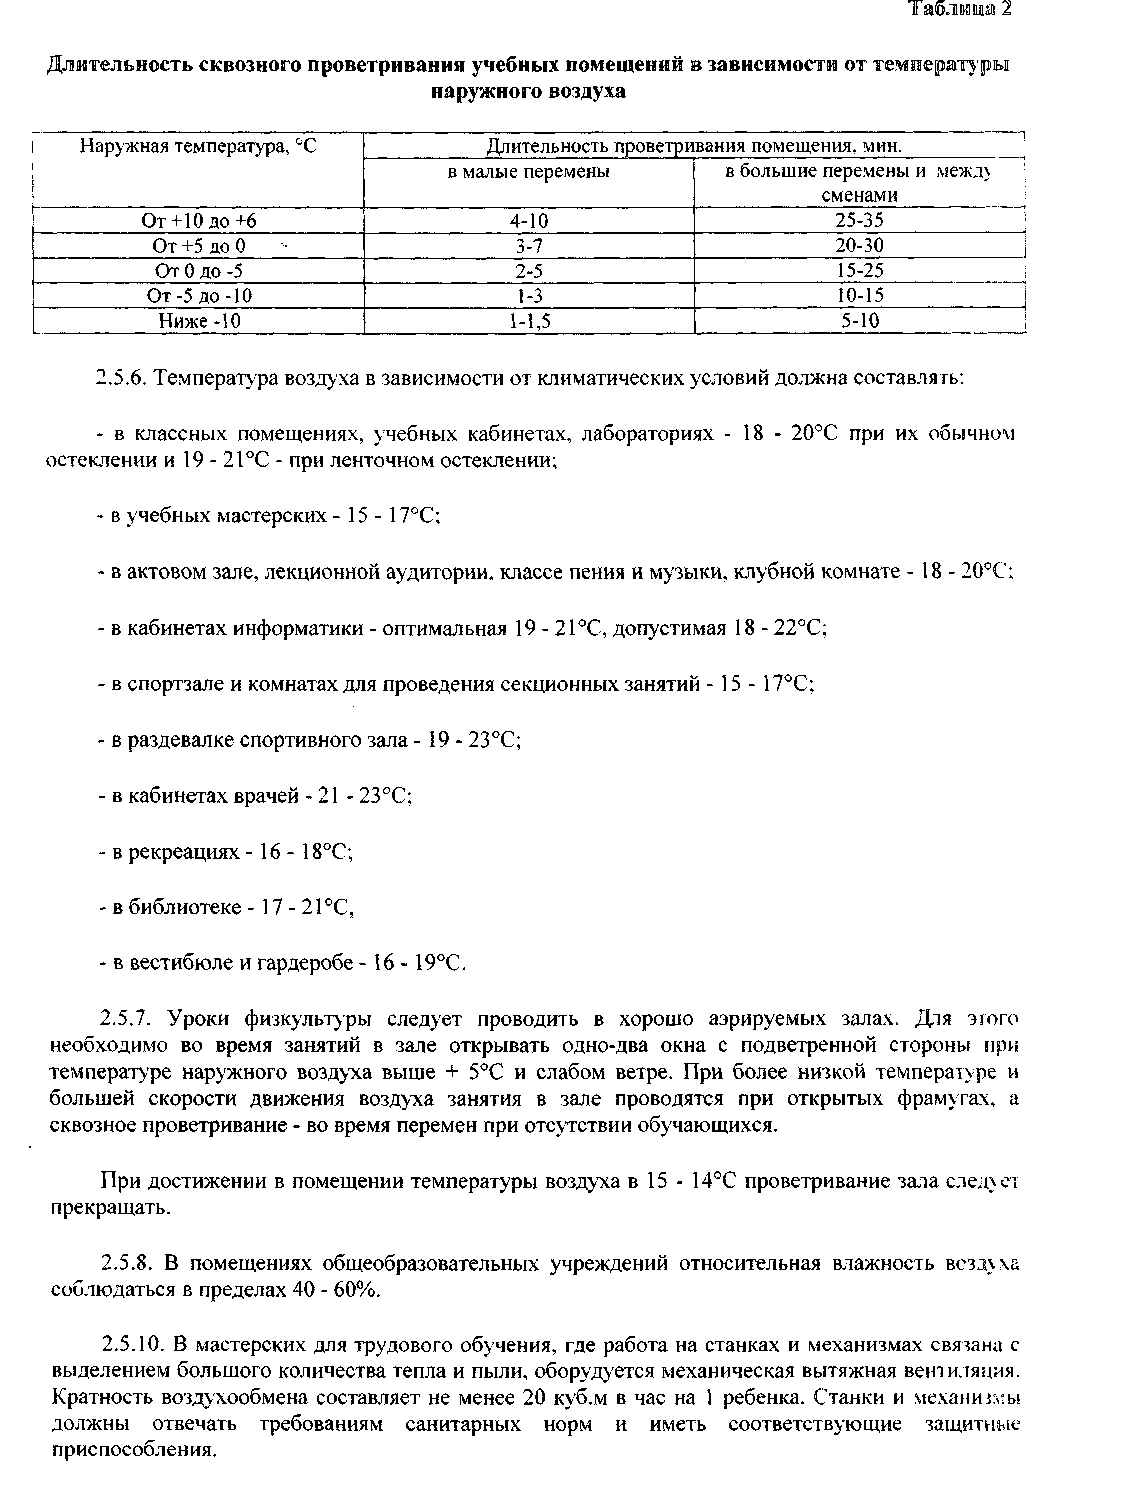 Таблица 2
Длительность сквозного проветривания учебных помещений в зависимости от температуры
наружного воздуха
Наружная температура, °С
Длительность проветривания помещения, мин.
в малые перемены
в большие перемены и между
сменами
От +10 до +6 4-10 25-35
От +5 до 0 3-7 20-30
От 0 до -5 2-5 15-25
От -5 до -10 1-3 10-15
Ниже -10 1-1,5 5-10
2.5.6. Температура воздуха в зависимости от климатических условий должна составлять:
- в классных помещениях, учебных кабинетах, лабораториях - 18 - 20°С при их обычном
остеклении и 19 - 21°С - при ленточном остеклении;
- в учебных мастерских - 15 - 17°С;
- в актовом зале, лекционной аудитории, классе пения и музыки, клубной комнате - 18 - 20°С;
- в кабинетах информатики - оптимальная 19 - 21°С, допустимая 18 - 22°С;
- в спортзале и комнатах для проведения секционных занятий - 15 - 17°С;
- в раздевалке спортивного зала - 19 - 23°С;
- в кабинетах врачей - 21 - 23°С;
- в рекреациях - 16 - 18°С;
- в библиотеке - 17 - 21°С,
- в вестибюле и гардеробе - 16 - 19°С.
2.5.7. Уроки физкультуры следует проводить в хорошо аэрируемых залах. Для этого
необходимо во время занятий в зале открывать одно-два окна с подветренной стороны при
температуре наружного воздуха выше + 5°С и слабом ветре. При более низкой температуре и
большей скорости движения воздуха занятия в зале проводятся при открытых фрамугах, а
сквозное проветривание - во время перемен при отсутствии обучающихся.
При достижении в помещении температуры воздуха в 15 - 14°С проветривание зала следует
прекращать.
2.5.8. В помещениях общеобразовательных учреждений относительная влажность воздуха
соблюдаться в пределах 40 - 60%.
2.5.10. В мастерских для трудового обучения, где работа на станках и механизмах связана с
выделением большого количества тепла и пыли, оборудуется механическая вытяжная вентиляция.
Кратность воздухообмена составляет не менее 20 куб.м в час на 1 ребенка. Станки и механизмы
должны отвечать требованиям санитарных норм и иметь соответствующие защитные
приспособления.